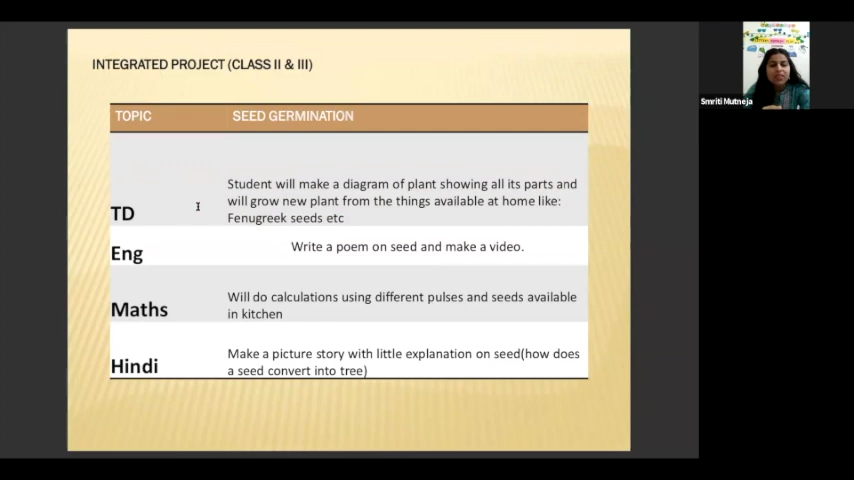 INTEGRATED PROJECT (CLASS II & III)
TOPIC SEED GERMINATION
Student will make a diagram of plant showing all its parts and
will grow new plant from the things available at home like:
TD Fenugreek seeds etc
Eng Write a poem on seed and make a video.
Will do calculations using different pulses and seeds available
Maths in kitchen
Make a picture story with little explanation on seed(how does
Hindi a seed convert into tree)
Smriti Mutneja